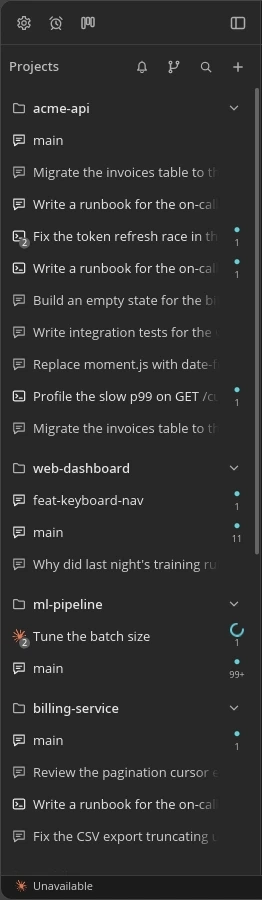 Projects
acme-api
main
Migrate the invoices table to th
Write a runbook for the on-call
2 Fix the token refresh race in th 1
Write a runbook for the on-call 1
Build an empty state for the bi
Write integration tests for the
Replace moment.js with date-f
Profile the slow p99 on GET /cu 1
Migrate the invoices table to th
web-dashboard
feat-keyboard-nav 1
main 11
Why did last night's training ru
ml-pipeline
2 Tune the batch size 1
main 99+
billing-service
main 1
Review the pagination cursor e
Write a runbook for the on-call
Fix the CSV export truncating u
Unavailable